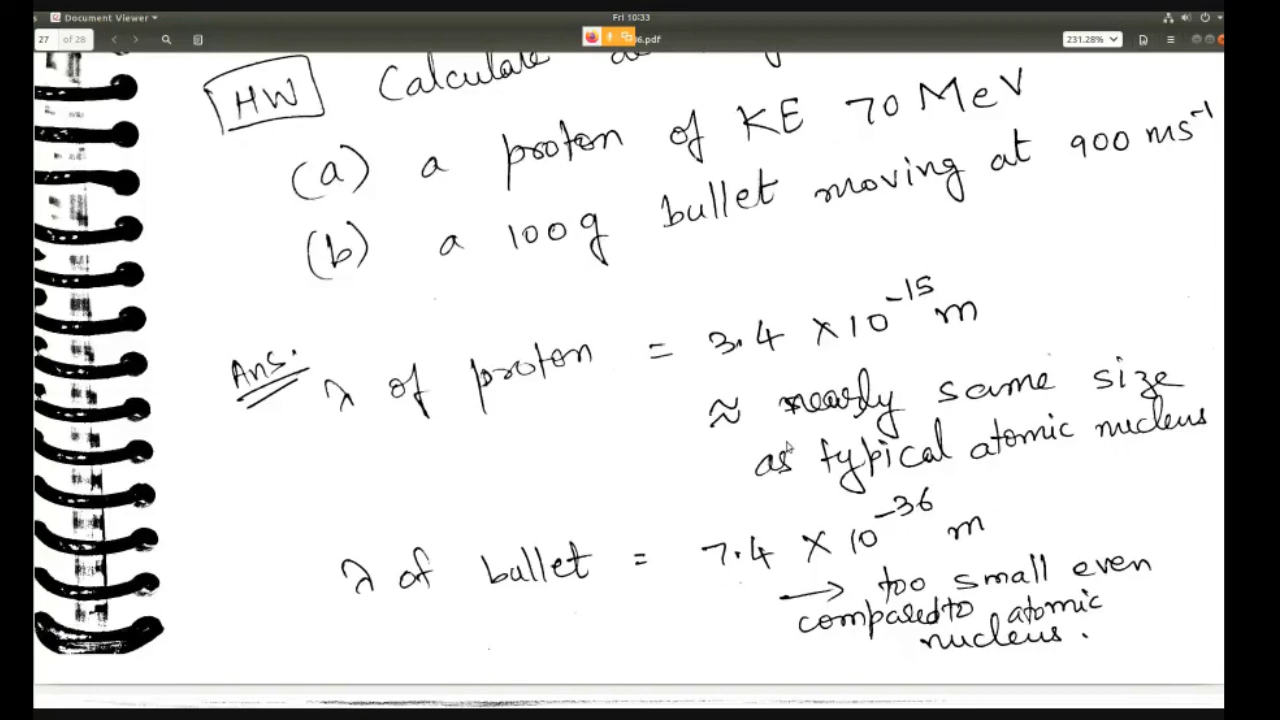 Document Viewer
Fri 10:33
27 of 28
6.pdf
231.28%
HW Calculate
(a) a proton of KE 70 MeV
(b) a 100g bullet moving at 900 ms⁻¹
Ans. λ of proton = 3.4 × 10⁻¹⁵ m
≈ nearly same size
as typical atomic nucleus
λ of bullet = 7.4 × 10⁻³⁶ m
→ too small even
compared to atomic
nucleus.